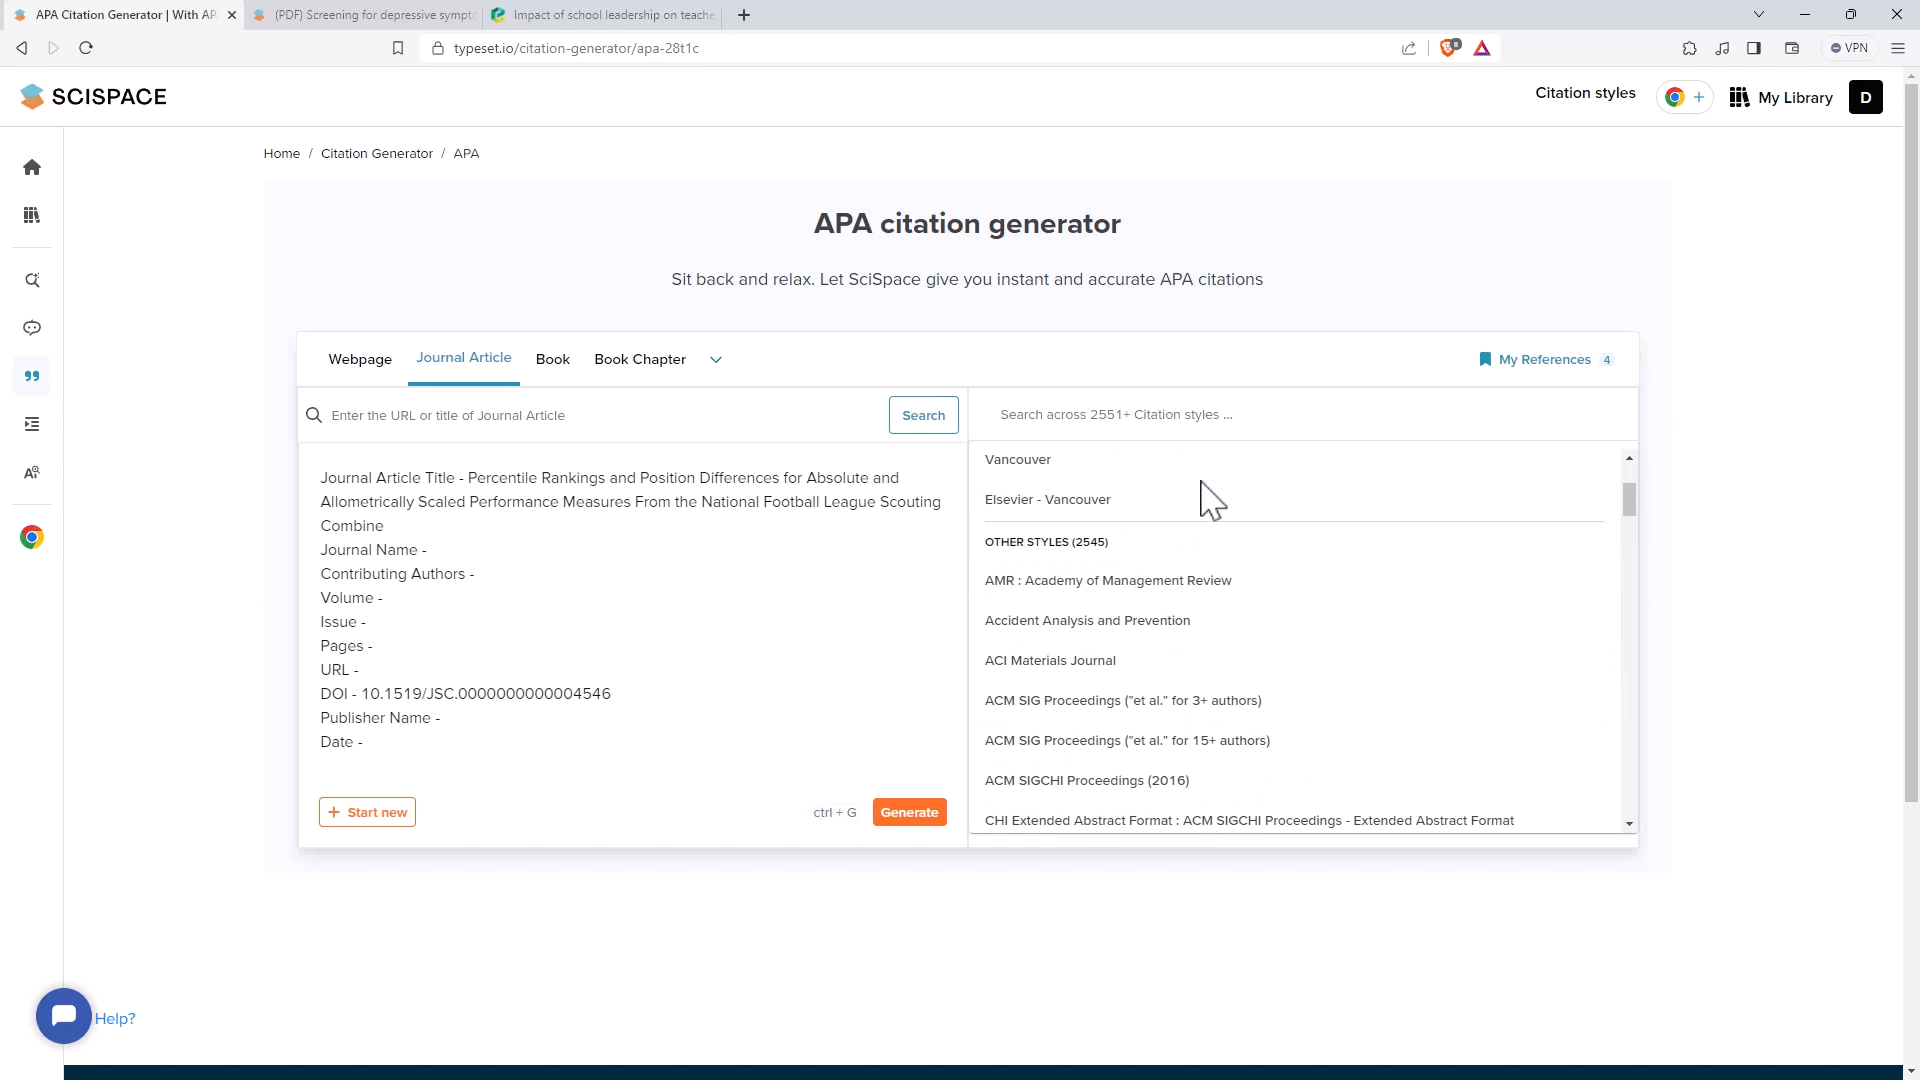 APA Citation Generator | With AP
(PDF) Screening for depressive sympto
Impact of school leadership on teache
typeset.io/citation-generator/apa-28t1c
8
VPN
SCISPACE
Citation styles
My Library
D
Home / Citation Generator / APA
APA citation generator
Sit back and relax. Let SciSpace give you instant and accurate APA citations
Webpage
Journal Article
Book
Book Chapter
My References 4
Enter the URL or title of Journal Article
Search
Search across 2551+ Citation styles ...
Journal Article Title - Percentile Rankings and Position Differences for Absolute and
Allometrically Scaled Performance Measures From the National Football League Scouting
Combine
Journal Name -
Contributing Authors -
Volume -
Issue -
Pages -
URL -
DOI - 10.1519/JSC.0000000000004546
Publisher Name -
Date -
+ Start new
ctrl + G
Generate
Vancouver
Elsevier - Vancouver
OTHER STYLES (2545)
AMR : Academy of Management Review
Accident Analysis and Prevention
ACI Materials Journal
ACM SIG Proceedings ("et al." for 3+ authors)
ACM SIG Proceedings ("et al." for 15+ authors)
ACM SIGCHI Proceedings (2016)
CHI Extended Abstract Format : ACM SIGCHI Proceedings - Extended Abstract Format
Help?